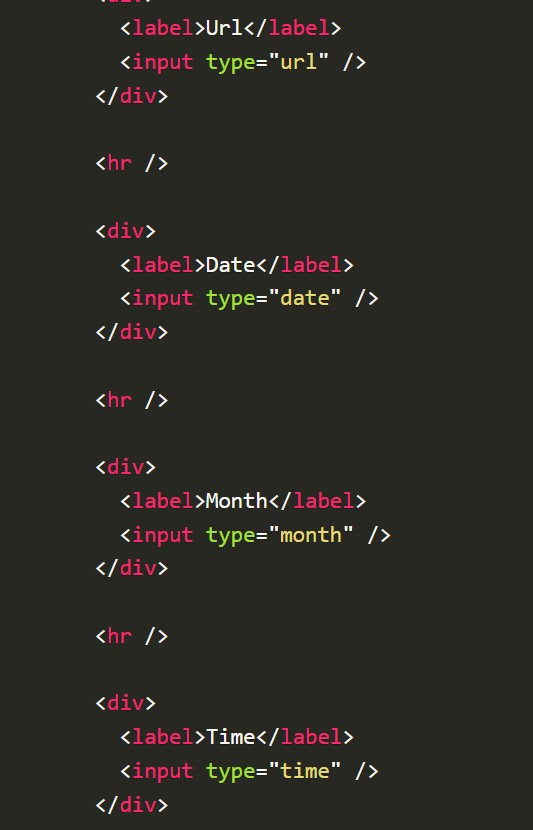 <div>
<label>Url</label>
<input type="url" />
</div>
<hr />
<div>
<label>Date</label>
<input type="date" />
</div>
<hr />
<div>
<label>Month</label>
<input type="month" />
</div>
<hr />
<div>
<label>Time</label>
<input type="time" />
</div>